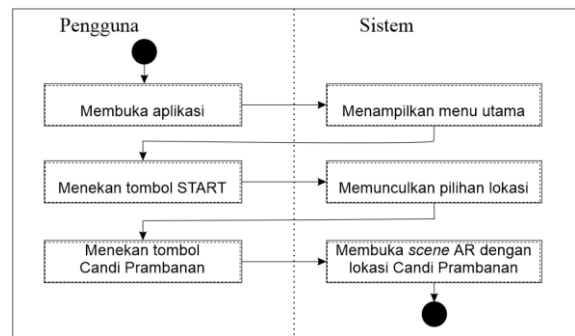 Pengguna
Sistem
Membuka aplikasi
Menampilkan menu utama
Menekan tombol START
Memunculkan pilihan lokasi
Menekan tombol
Candi Prambanan
Membuka scene AR dengan
lokasi Candi Prambanan